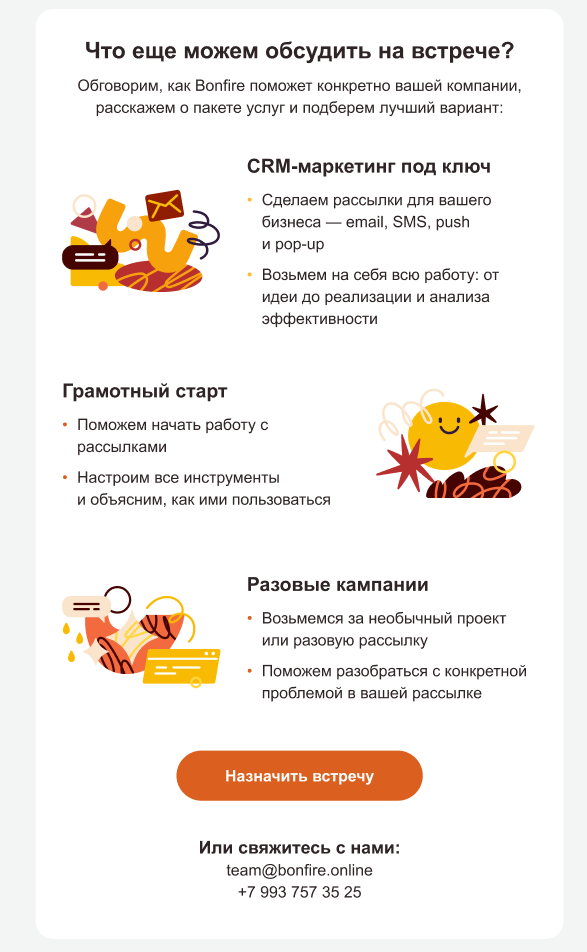 Что еще можем обсудить на встрече?
Обговорим, как Bonfire поможет конкретно вашей компании,
расскажем о пакете услуг и подберем лучший вариант:
CRM-маркетинг под ключ
• Сделаем рассылки для вашего
бизнеса — email, SMS, push
и pop-up
• Возьмем на себя всю работу: от
идеи до реализации и анализа
эффективности
Грамотный старт
• Поможем начать работу с
рассылками
• Настроим все инструменты
и объясним, как ими пользоваться
Разовые кампании
• Возьмемся за необычный проект
или разовую рассылку
• Поможем разобраться с конкретной
проблемой в вашей рассылке
Назначить встречу
Или свяжитесь с нами:
team@bonfire.online
+7 993 757 35 25